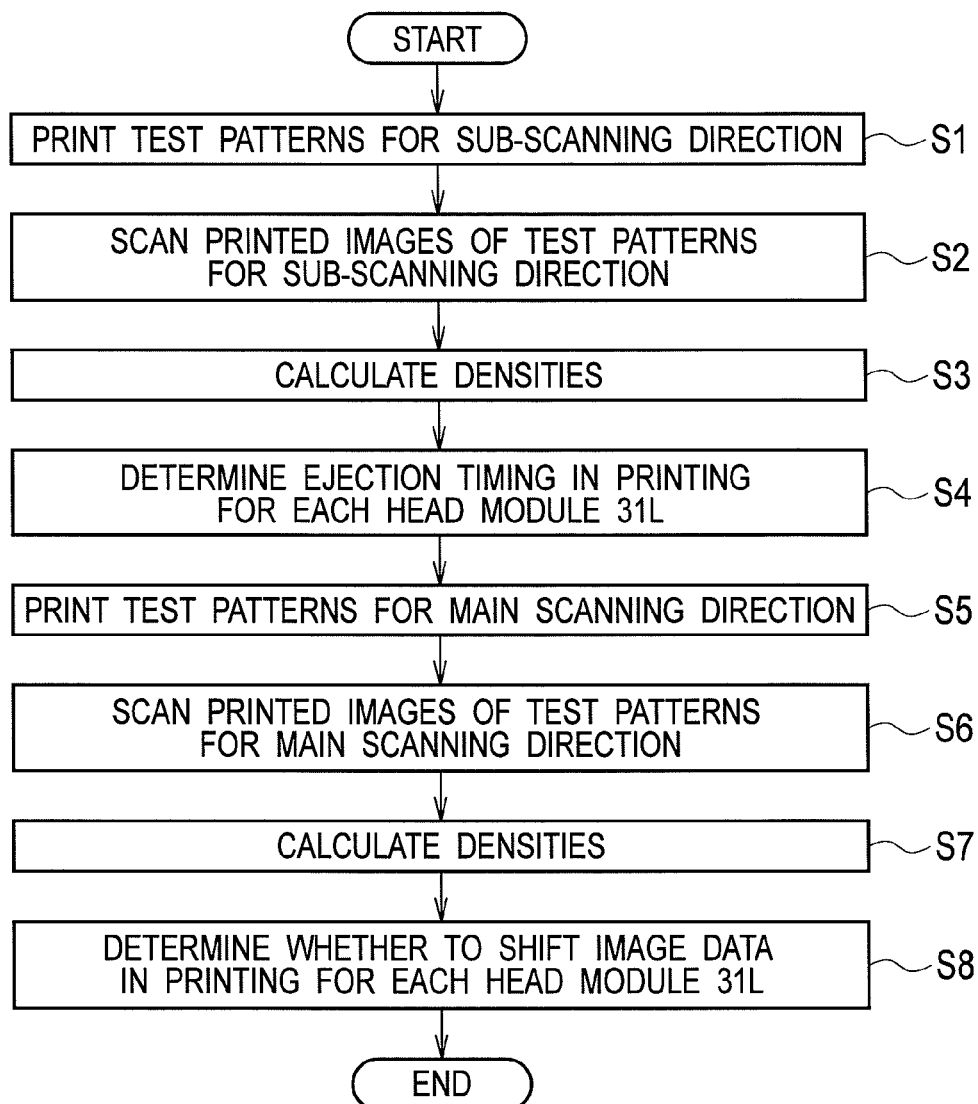 START
PRINT TEST PATTERNS FOR SUB-SCANNING DIRECTION
S1
SCAN PRINTED IMAGES OF TEST PATTERNS
FOR SUB-SCANNING DIRECTION
S2
CALCULATE DENSITIES
S3
DETERMINE EJECTION TIMING IN PRINTING
FOR EACH HEAD MODULE 31L
S4
PRINT TEST PATTERNS FOR MAIN SCANNING DIRECTION
S5
SCAN PRINTED IMAGES OF TEST PATTERNS
FOR MAIN SCANNING DIRECTION
S6
CALCULATE DENSITIES
S7
DETERMINE WHETHER TO SHIFT IMAGE DATA
IN PRINTING FOR EACH HEAD MODULE 31L
S8
END